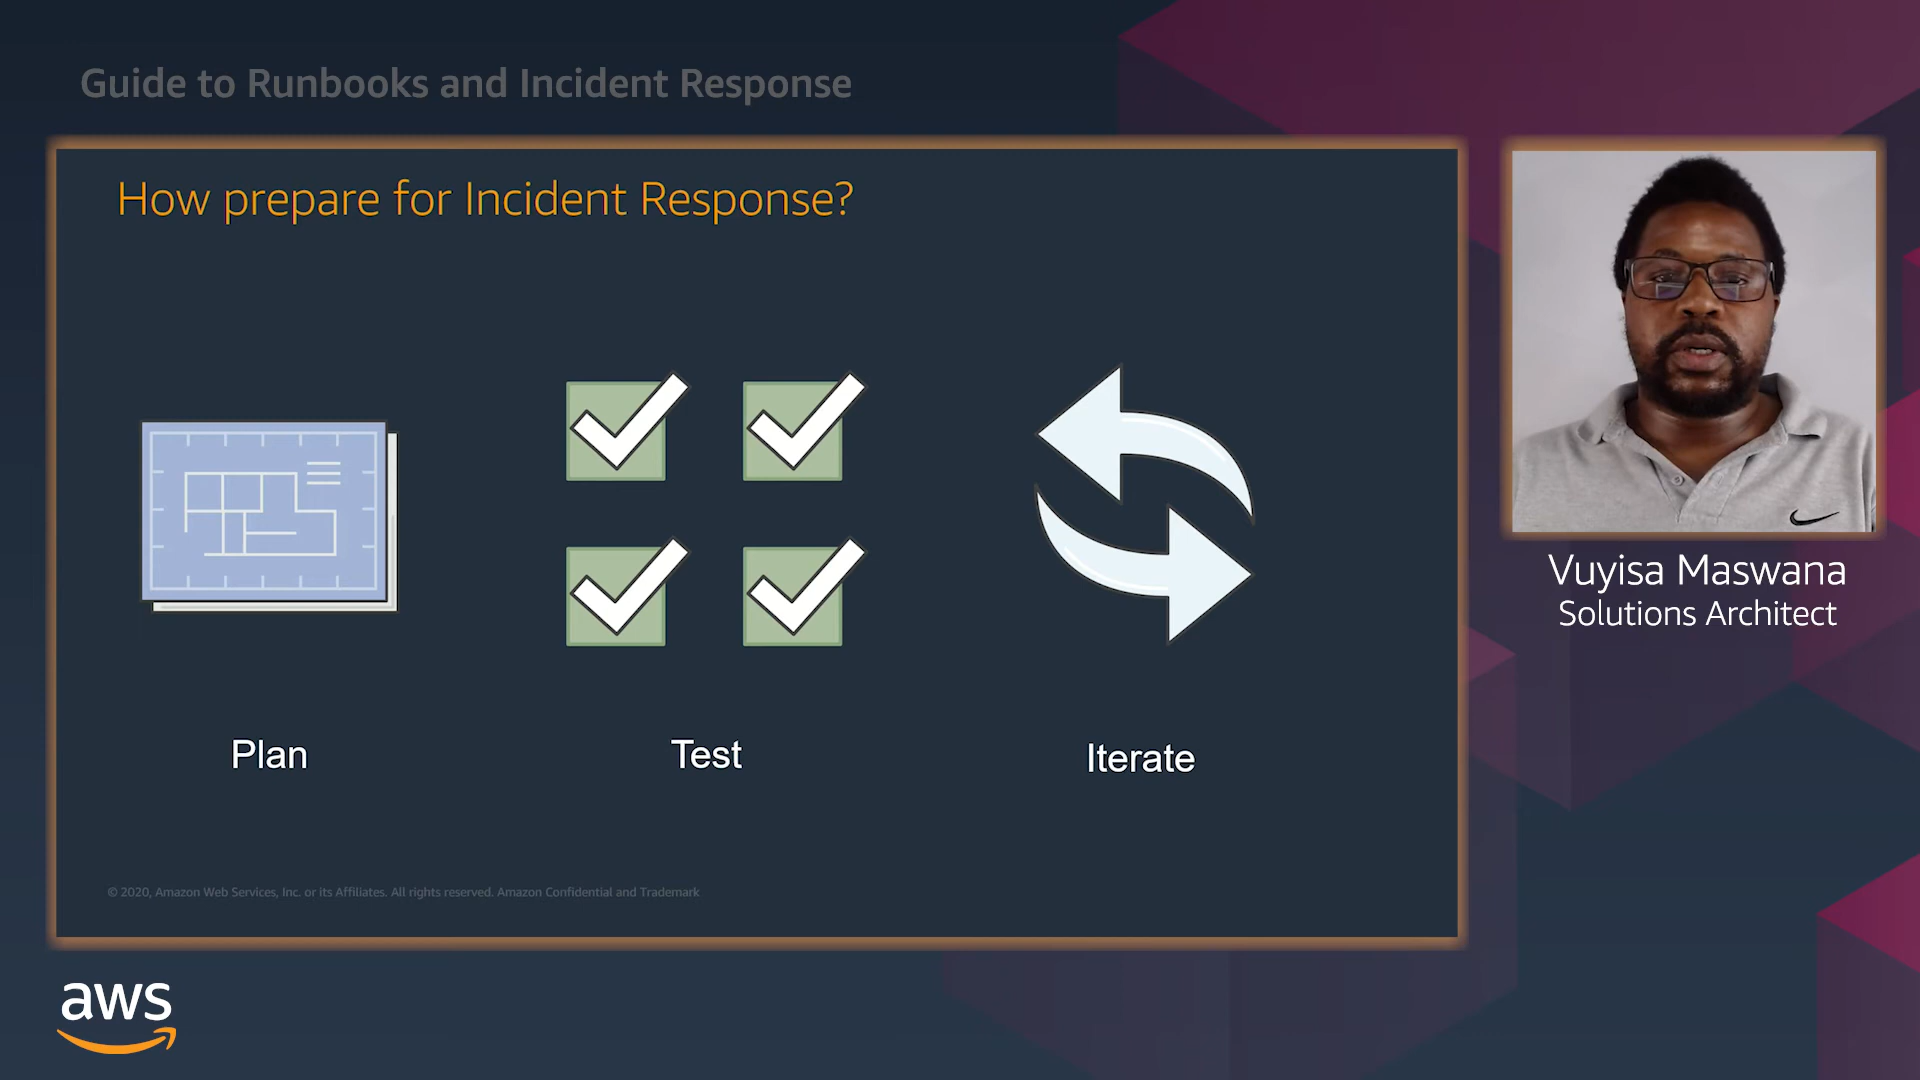 Guide to Runbooks and Incident Response
How prepare for Incident Response?
Plan
Test
Iterate
© 2020, Amazon Web Services, Inc. or its Affiliates. All rights reserved. Amazon Confidential and Trademark
Vuyisa Maswana
Solutions Architect
aws